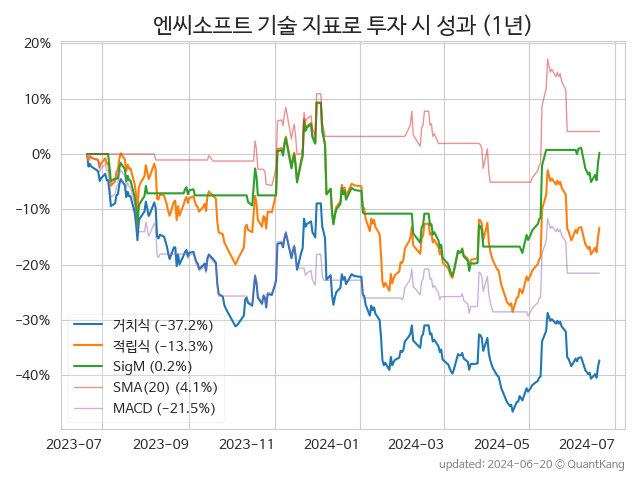 엔씨소프트 기술 지표로 투자 시 성과 (1년)
20%
10%
0%
−10%
−20%
−30%
−40%
거치식 (−37.2%)
적립식 (−13.3%)
SigM (0.2%)
SMA(20) (4.1%)
MACD (−21.5%)
2023-07 2023-09 2023-11 2024-01 2024-03 2024-05 2024-07
updated: 2024-06-20 © QuantKang